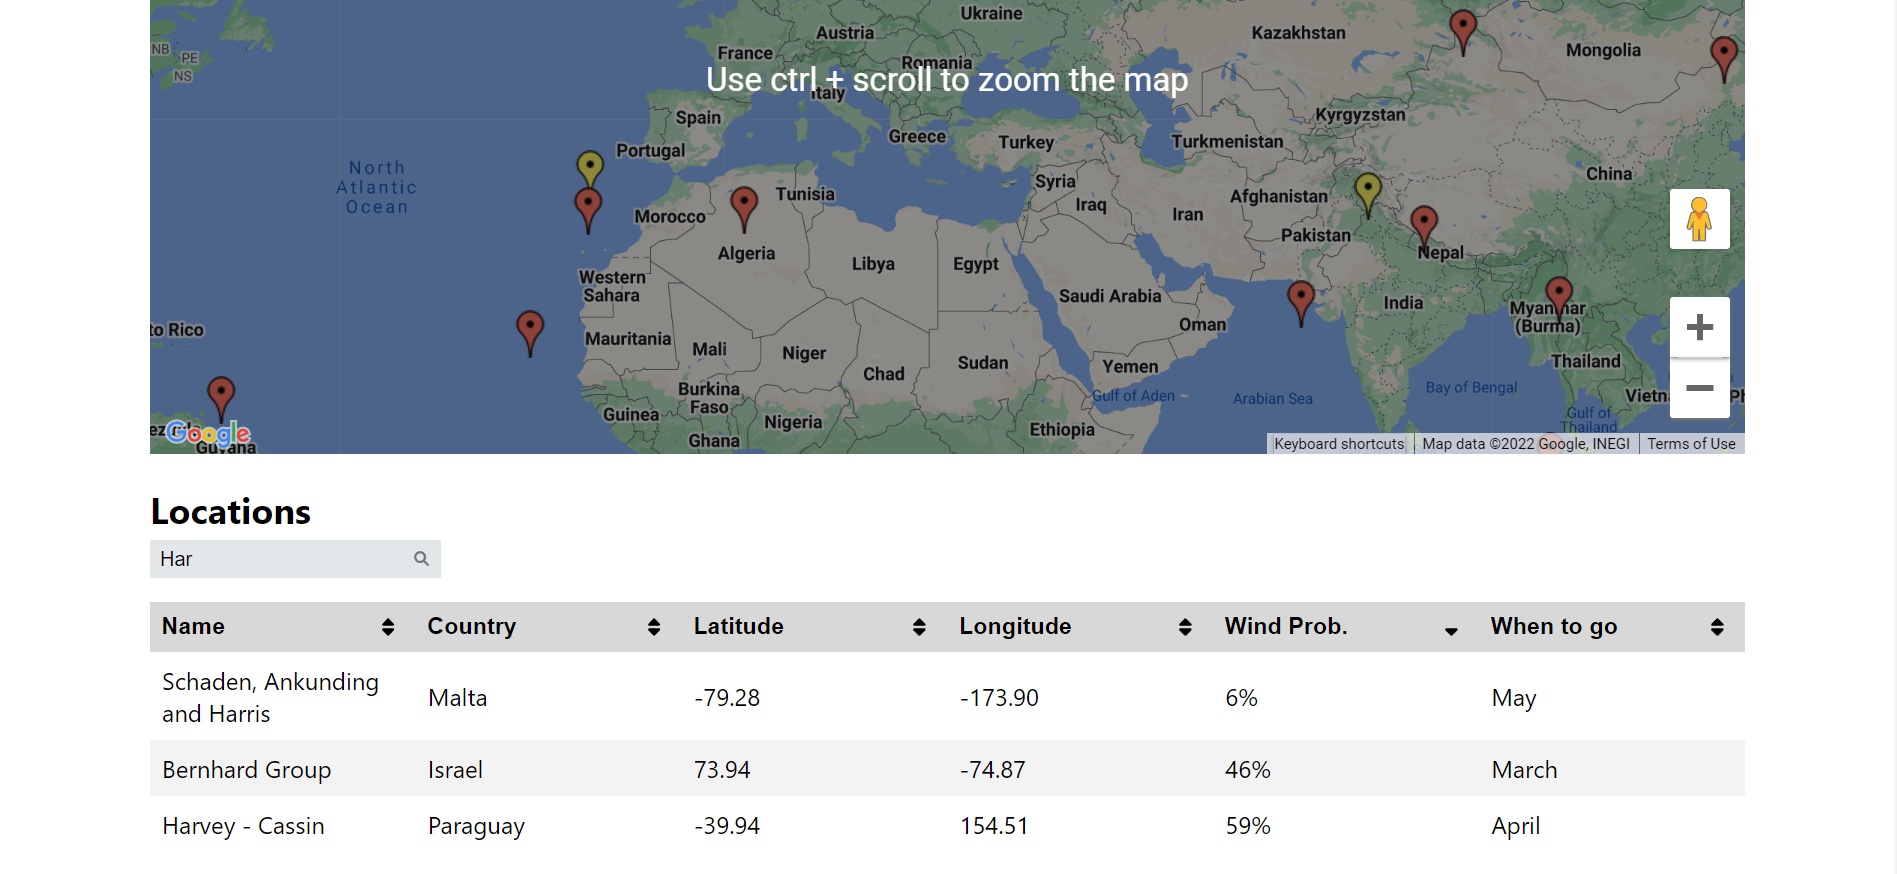 Ukraine
Austria
Kazakhstan
Mongolia
NB
PE
NS
France
Romania
Use ctrl + scroll to zoom the map
Italy
Spain
Portugal
Greece
Turkey
Turkmenistan
Kyrgyzstan
North
Atlantic
Ocean
Tunisia
Syria
Iraq
Iran
Afghanistan
China
Morocco
Algeria
Pakistan
Nepal
Western
Sahara
Libya
Egypt
Saudi Arabia
India
Myanmar
(Burma)
Oman
to Rico
Mauritania
Mali
Niger
Sudan
Chad
Yemen
Thailand
Burkina
Faso
Gulf of Aden
Arabian Sea
Bay of Bengal
Vietn
Ph
Guinea
Nigeria
Gulf of
Thailand
Ghana
Ethiopia
Google
Guyana
Keyboard shortcuts
Map data ©2022 Google, INEGI
Terms of Use
Locations
Har
Name Country Latitude Longitude Wind Prob. When to go
Schaden, Ankunding
and Harris Malta -79.28 -173.90 6% May
Bernhard Group Israel 73.94 -74.87 46% March
Harvey - Cassin Paraguay -39.94 154.51 59% April